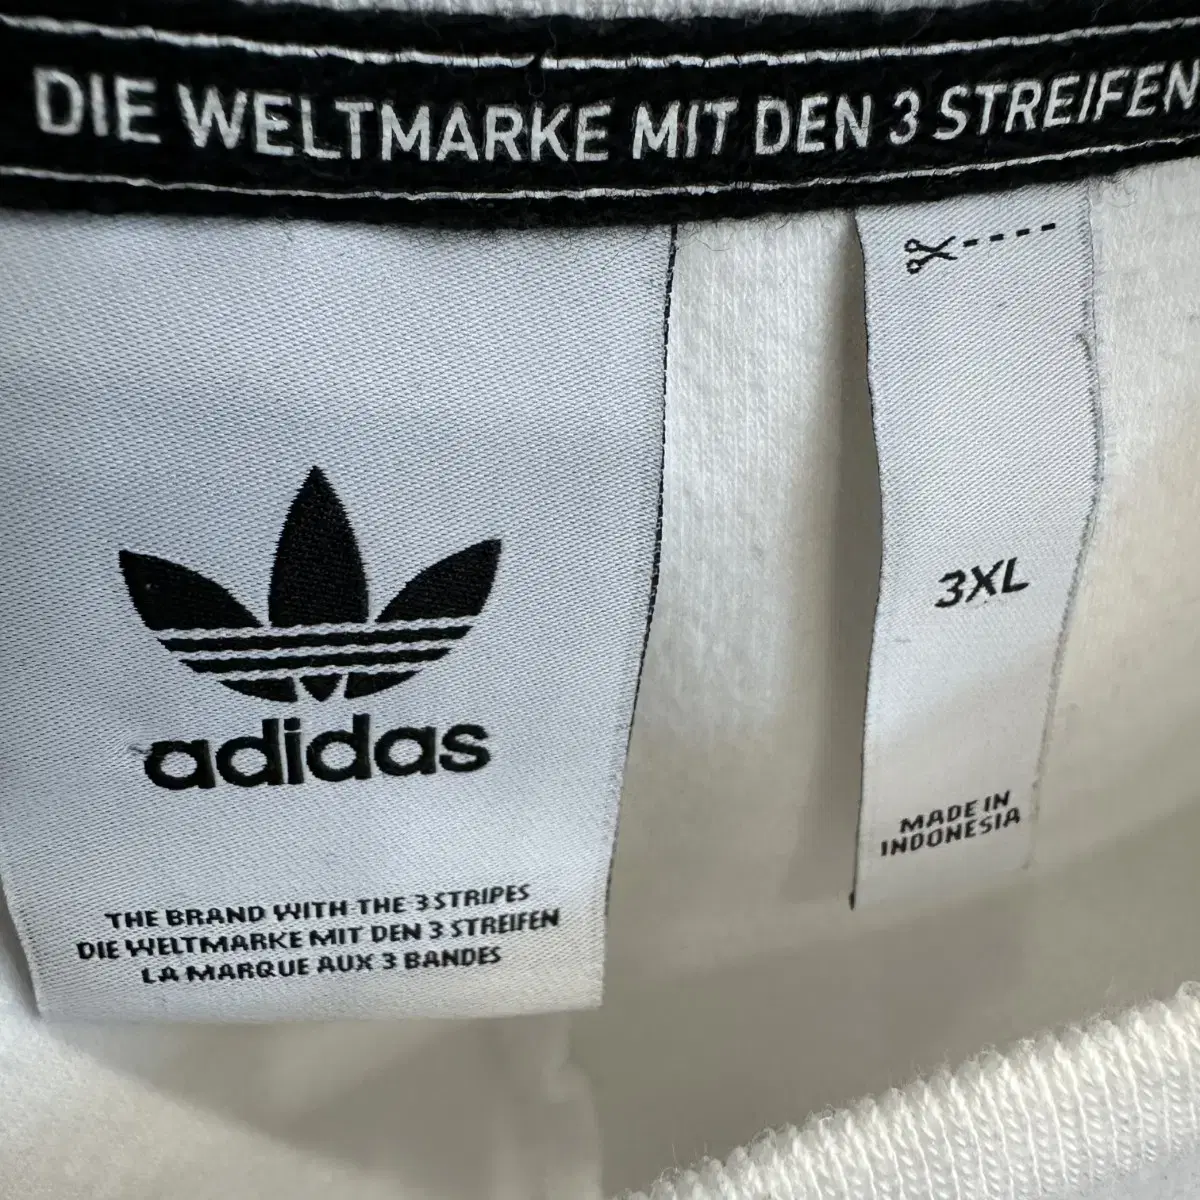 DIE WELTMARKE MIT DEN 3 STREIFEN
adidas
THE BRAND WITH THE 3 STRIPES
DIE WELTMARKE MIT DEN 3 STREIFEN
LA MARQUE AUX 3 BANDES
3XL
MADE IN
INDONESIA